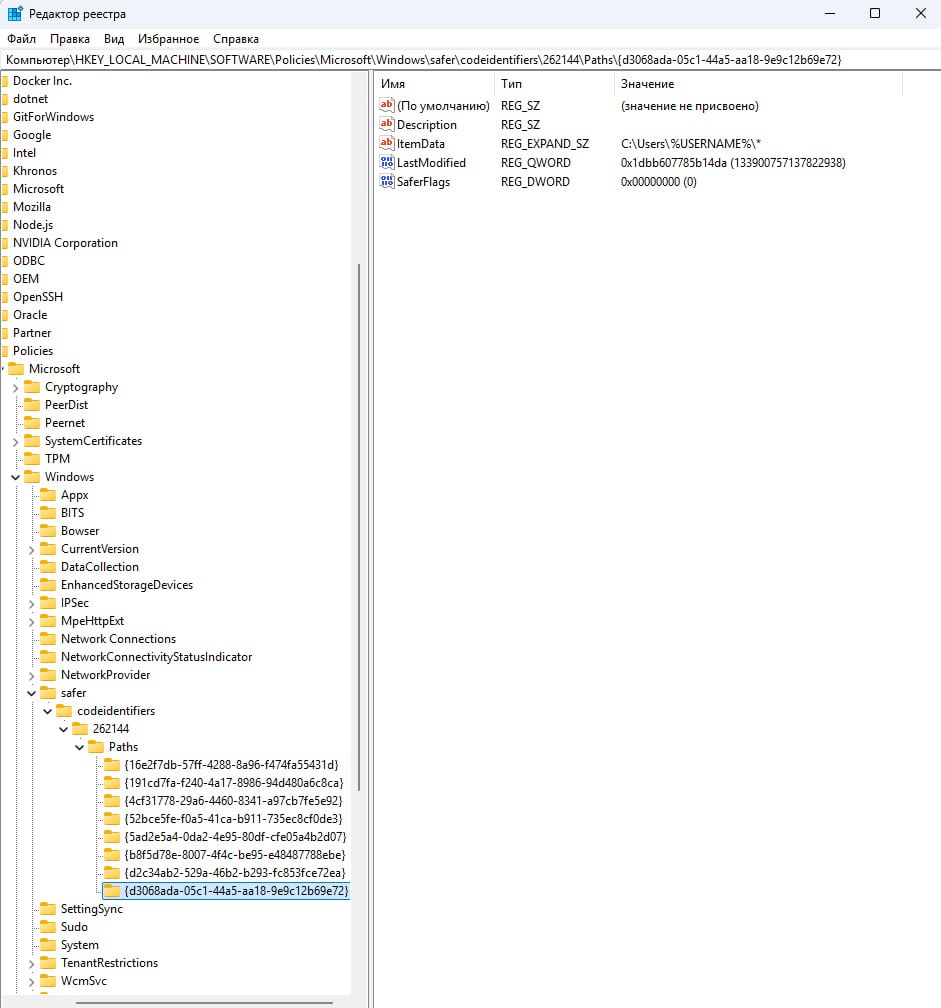 Редактор реестра
Файл Правка Вид Избранное Справка
Компьютер\HKEY_LOCAL_MACHINE\SOFTWARE\Policies\Microsoft\Windows\safer\codeidentifiers\262144\Paths\{d3068ada-05c1-44a5-aa18-9e9c12b69e72}
Docker Inc.
dotnet
GitForWindows
Google
Intel
Khronos
Microsoft
Mozilla
Node.js
NVIDIA Corporation
ODBC
OEM
OpenSSH
Oracle
Partner
Policies
Microsoft
Cryptography
PeerDist
Peernet
SystemCertificates
TPM
Windows
Appx
BITS
Bowser
CurrentVersion
DataCollection
EnhancedStorageDevices
IPSec
MpeHttpExt
Network Connections
NetworkConnectivityStatusIndicator
NetworkProvider
safer
codeidentifiers
262144
Paths
{16e2f7db-57ff-4288-8a96-f474fa55431d}
{191cd7fa-f240-4a17-8986-94d480a6c8ca}
{4cf31778-29a6-4460-8341-a97cb7fe5e92}
{52bce5fe-f0a5-41ca-b911-735ec8cf0de3}
{5ad2e5a4-0da2-4e95-80df-cfe05a4b2d07}
{b8f5d78e-8007-4f4c-be95-e48487788ebe}
{d2c34ab2-529a-46b2-b293-fc853fce72ea}
{d3068ada-05c1-44a5-aa18-9e9c12b69e72}
SettingSync
Sudo
System
TenantRestrictions
WcmSvc
Имя Тип Значение
(По умолчанию) REG_SZ (значение не присвоено)
Description REG_SZ
ItemData REG_EXPAND_SZ C:\Users\%USERNAME%\*
LastModified REG_QWORD 0x1dbb607785b14da (133900757137822938)
SaferFlags REG_DWORD 0x00000000 (0)